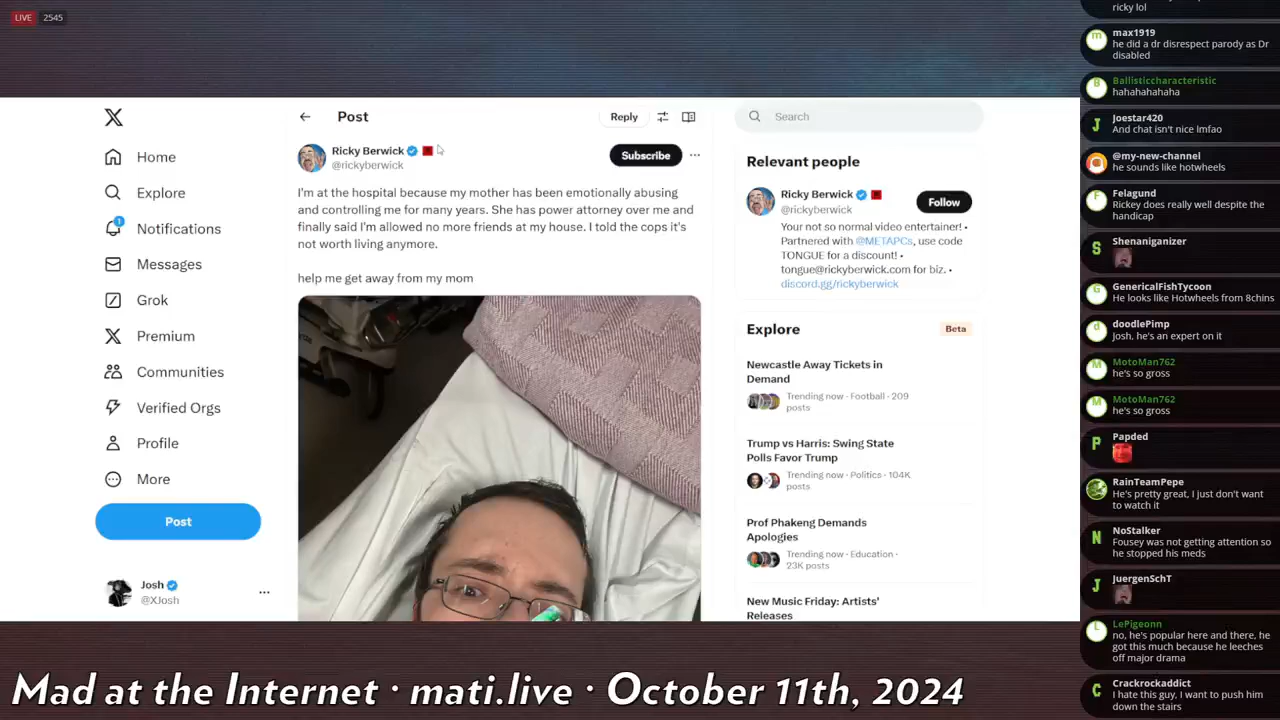 LIVE 2545
Post
Reply
Ricky Berwick
@rickyberwick
Subscribe
I'm at the hospital because my mother has been emotionally abusing
and controlling me for many years. She has power attorney over me and
finally said I'm allowed no more friends at my house. I told the cops it's
not worth living anymore.
help me get away from my mom
Home
Explore
1
Notifications
Messages
Grok
Premium
Communities
Verified Orgs
Profile
More
Post
Josh
@XJosh
Search
Relevant people
Ricky Berwick
@rickyberwick
Follow
Your not so normal video entertainer! •
Partnered with @METAPCs, use code
TONGUE for a discount! •
tongue@rickyberwick.com for biz. •
discord.gg/rickyberwick
Explore
Beta
Newcastle Away Tickets in
Demand
Trending now · Football · 209
posts
Trump vs Harris: Swing State
Polls Favor Trump
Trending now · Politics · 104K
posts
Prof Phakeng Demands
Apologies
Trending now · Education ·
23K posts
New Music Friday: Artists'
Releases
ricky lol
max1919
he did a dr disrespect parody as Dr
disabled
Ballisticcharacteristic
hahahahahaha
Joestar420
And chat isn't nice lmfao
@my-new-channel
he sounds like hotwheels
Felagund
Rickey does really well despite the
handicap
Shenaniganizer
GenericalFishTycoon
He looks like Hotwheels from 8chins
doodlePimp
Josh, he's an expert on it
MotoMan762
he's so gross
MotoMan762
he's so gross
Papded
RainTeamPepe
He's pretty great, I just don't want
to watch it
NoStalker
Fousey was not getting attention so
he stopped his meds
JuergenSchT
LePigeonn
no, he's popular here and there, he
got this much because he leeches
off major drama
Crackrockaddict
I hate this guy, I want to push him
down the stairs
Mad at the Internet · mati.live · October 11th, 2024